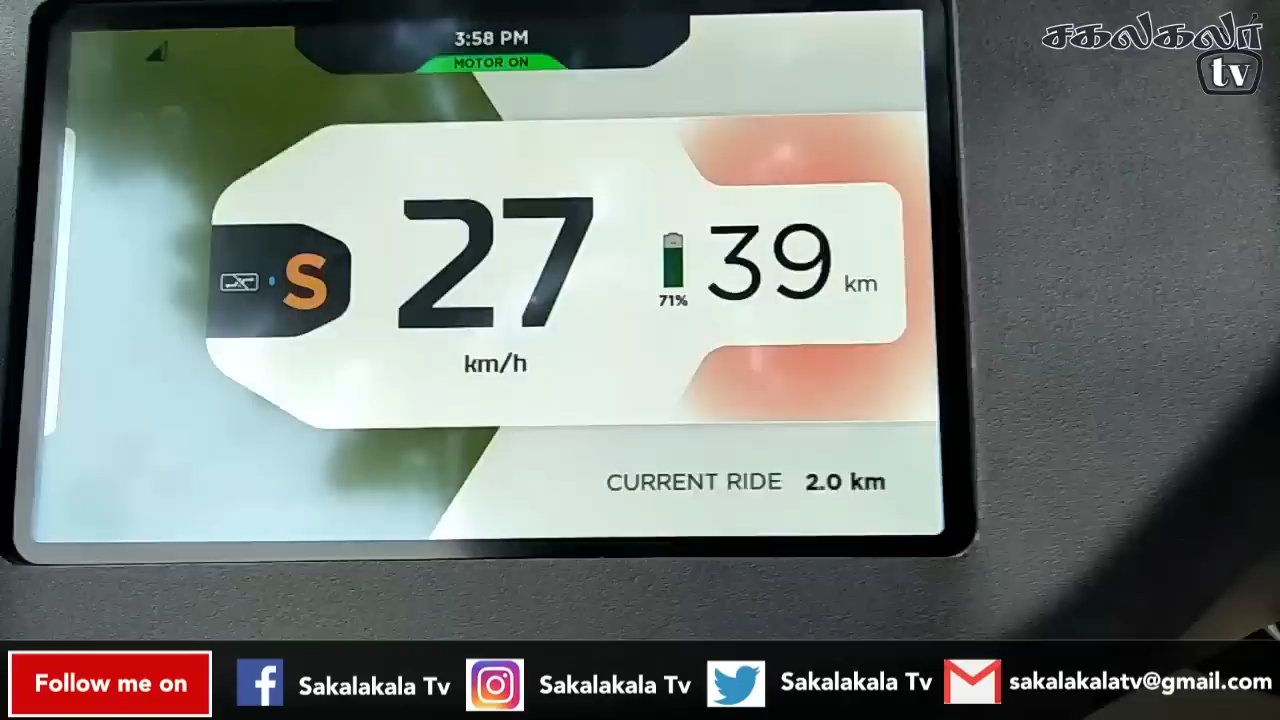 சகலகலா
tv
3:58 PM
MOTOR ON
S
27
km/h
71%
39 km
CURRENT RIDE 2.0 km
Follow me on
Sakalakala Tv
Sakalakala Tv
Sakalakala Tv
sakalakalatv@gmail.com